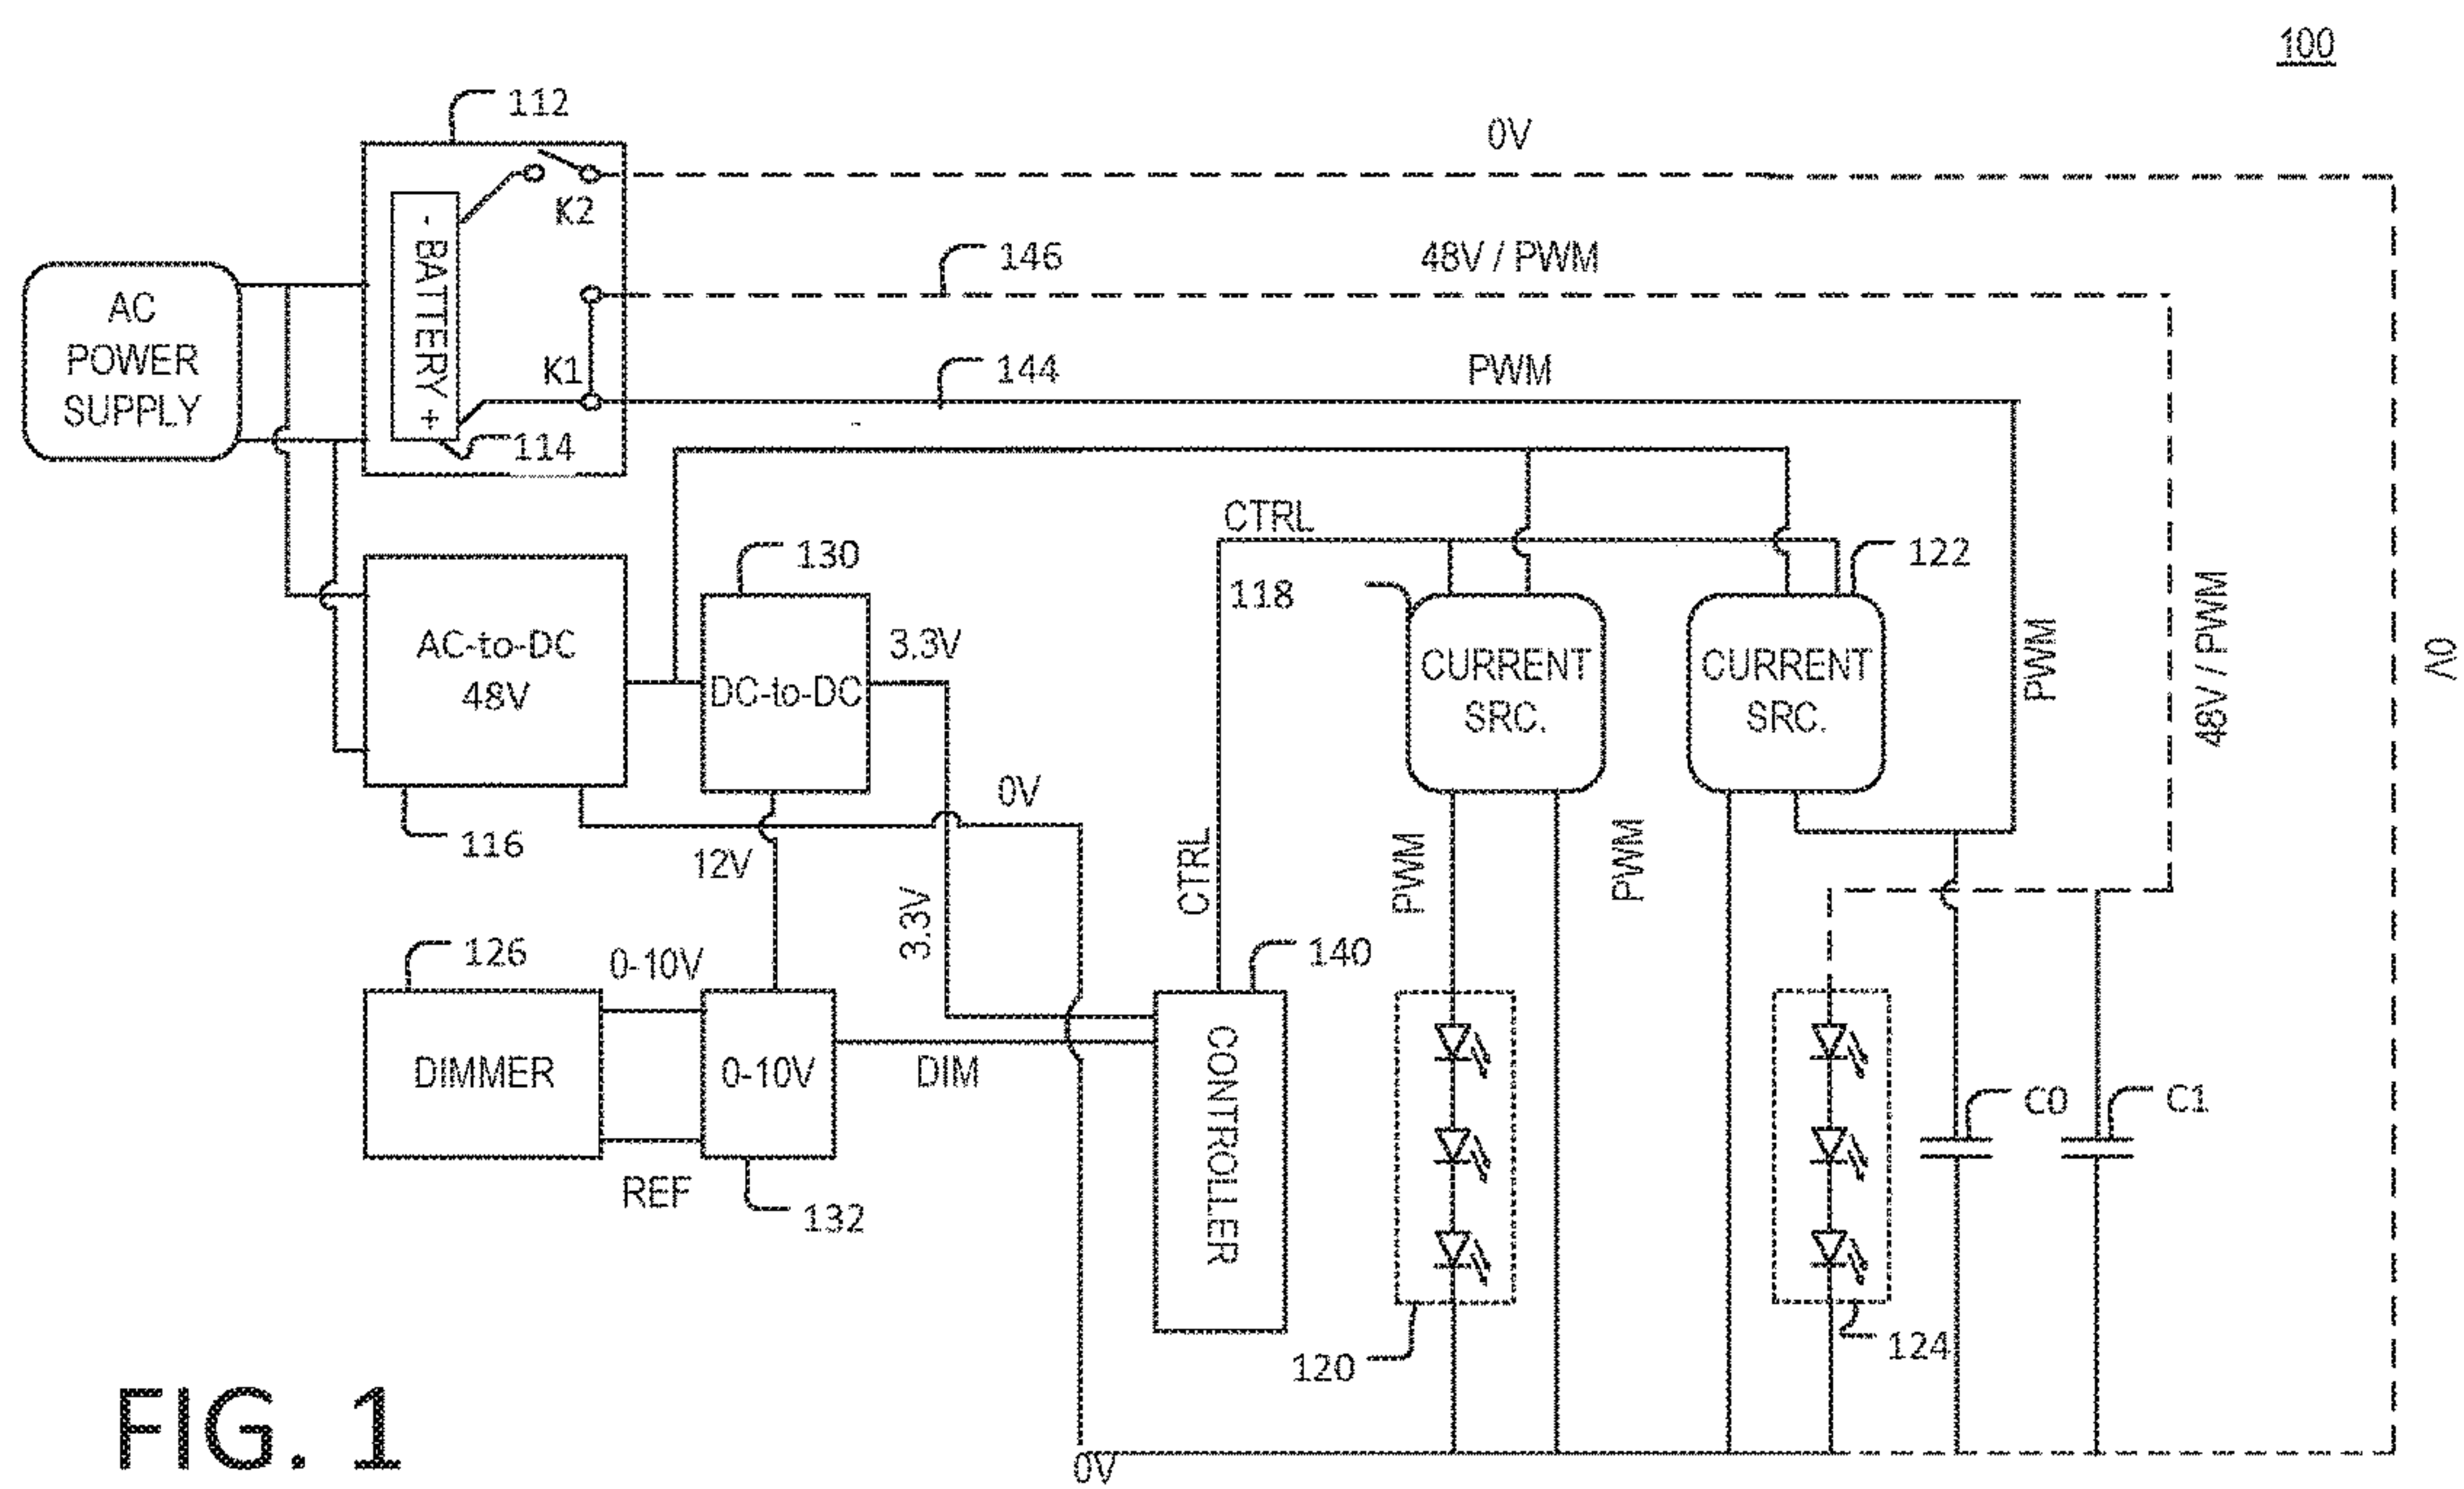 100
112
0V
K2
- BATTERY +
146
48V / PWM
AC
POWER
SUPPLY
K1
144
PWM
114
CTRL
130
122
118
AC-to-DC
48V
DC-to-DC
3.3V
CURRENT
SRC.
CURRENT
SRC.
PWM
48V / PWM
0V
0V
116
12V
3.3V
CTRL
PWM
PWM
126
0-10V
140
DIMMER
0-10V
DIM
CONTROLLER
C0
C1
REF
132
120
124
FIG. 1
0V